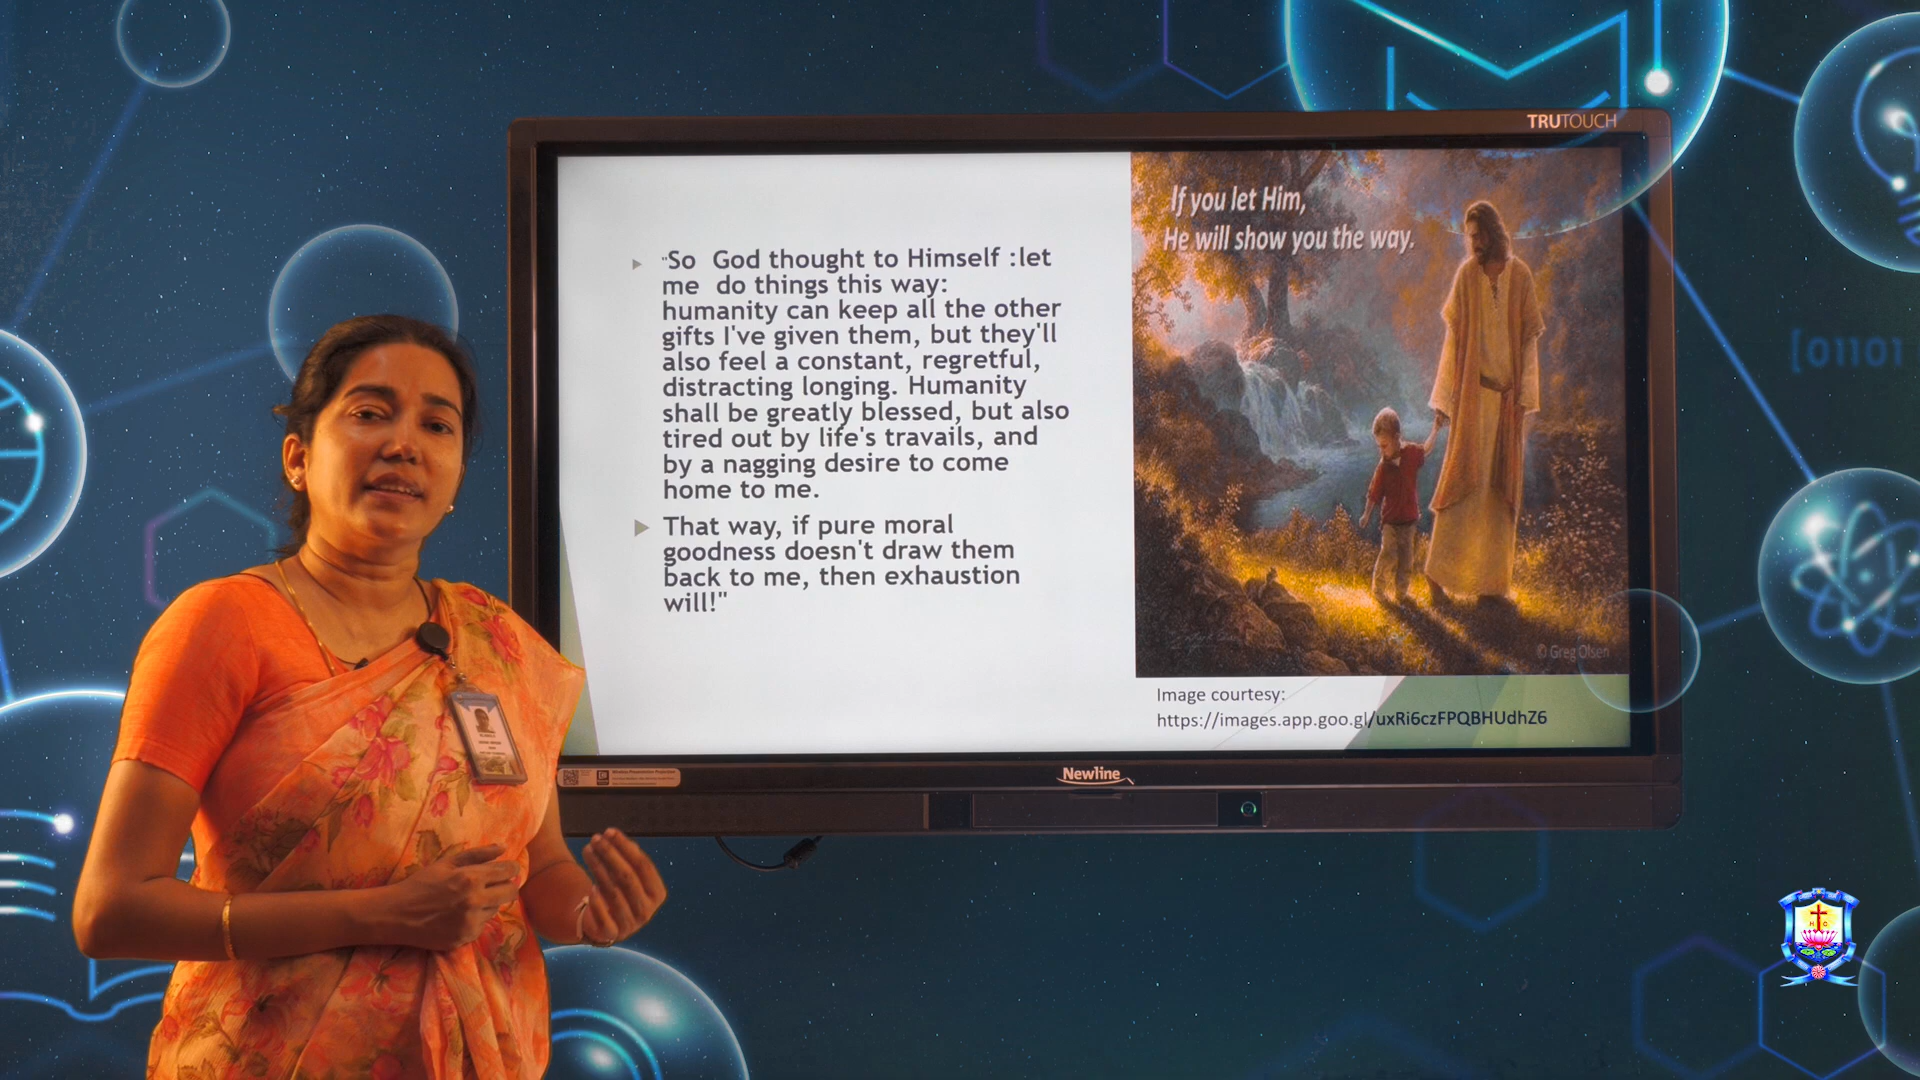 TRUTOUCH
"So God thought to Himself :let
me do things this way:
humanity can keep all the other
gifts I've given them, but they'll
also feel a constant, regretful,
distracting longing. Humanity
shall be greatly blessed, but also
tired out by life's travails, and
by a nagging desire to come
home to me.
That way, if pure moral
goodness doesn't draw them
back to me, then exhaustion
will!"
If you let Him,
He will show you the way.
© Greg Olsen
Image courtesy:
https://images.app.goo.gl/uxRi6czFPQBHUdhZ6
Newline
[01101
H C